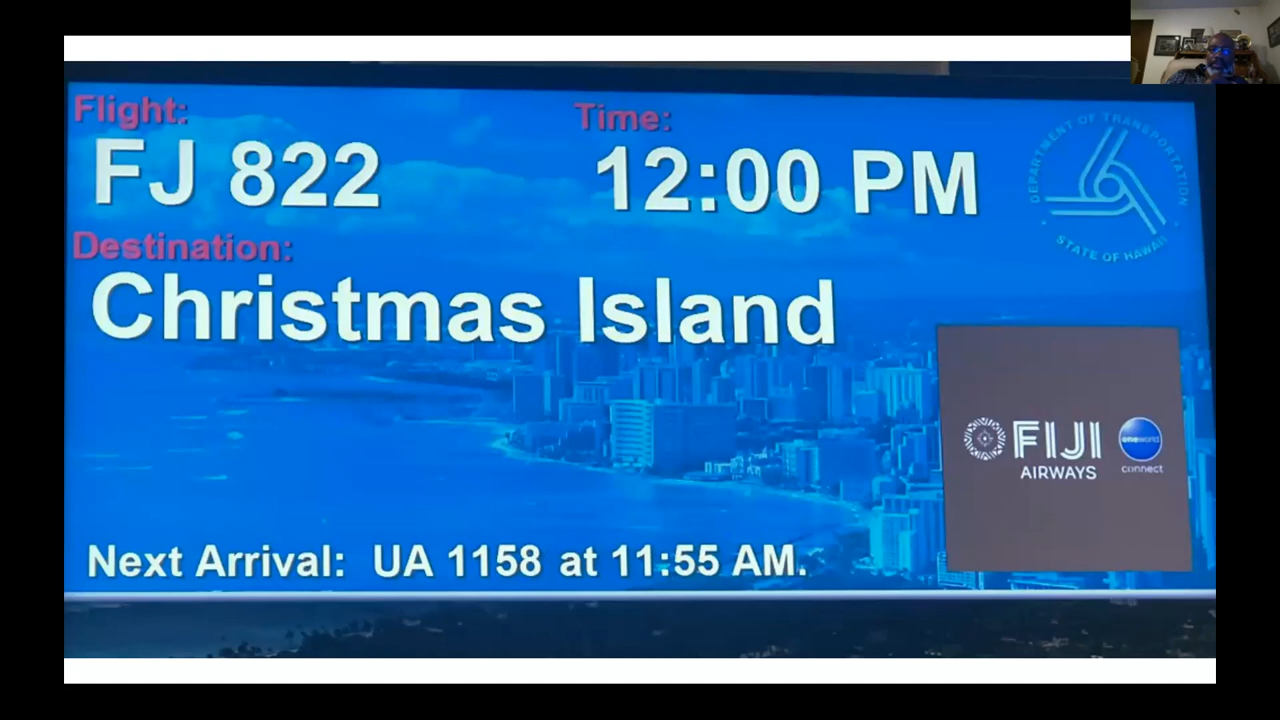 Flight:
FJ 822
Time:
12:00 PM
DEPARTMENT OF TRANSPORTATION
STATE OF HAWAII
Destination:
Christmas Island
FIJI
AIRWAYS
oneworld
connect
Next Arrival: UA 1158 at 11:55 AM.